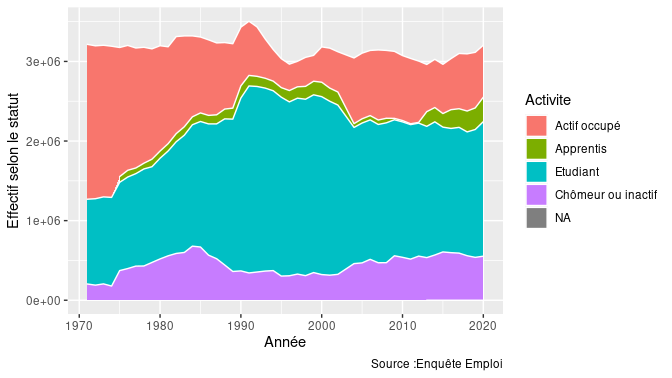 Effectif selon le statut
3e+06
2e+06
1e+06
0e+00
1970 1980 1990 2000 2010 2020
Année
Activite
Actif occupé
Apprentis
Etudiant
Chômeur ou inactif
NA
Source :Enquête Emploi